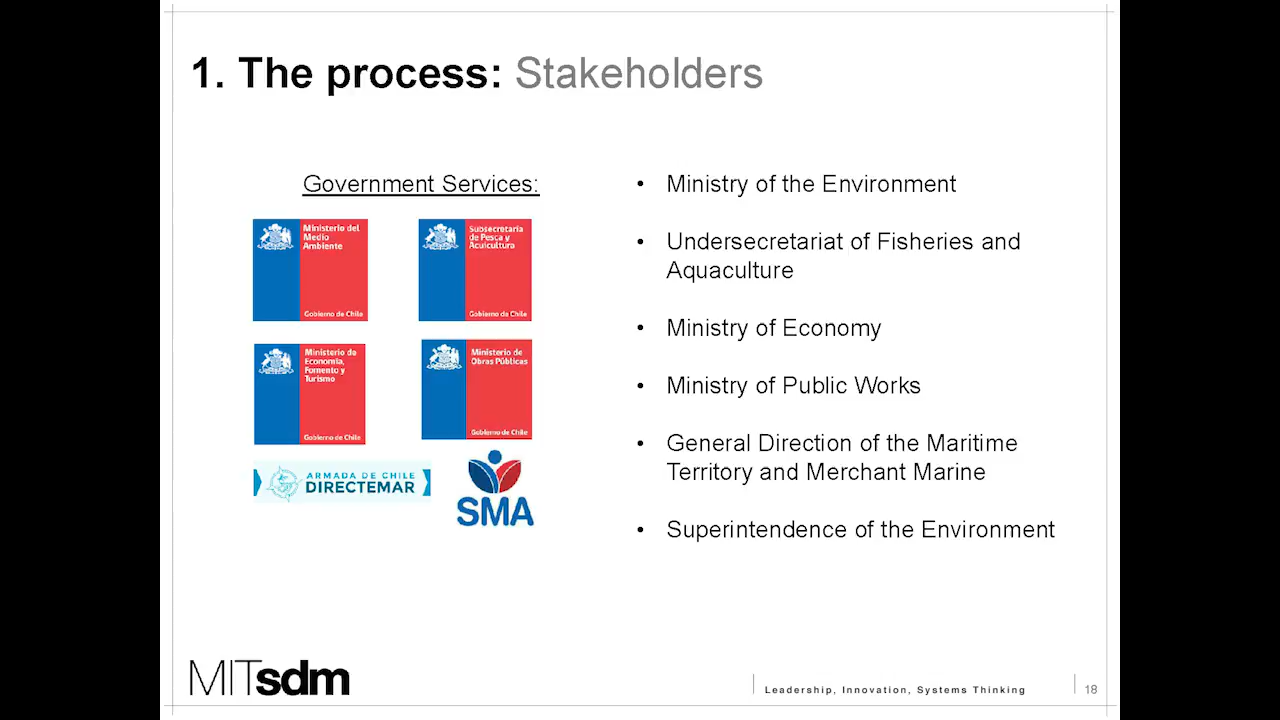 1. The process: Stakeholders
Government Services:
Ministerio del
Medio
Ambiente
Gobierno de Chile
Subsecretaría
de Pesca y
Acuicultura
Gobierno de Chile
Ministerio de
Economía,
Fomento y
Turismo
Gobierno de Chile
Ministerio de
Obras Públicas
Gobierno de Chile
ARMADA DE CHILE
DIRECTEMAR
SMA
• Ministry of the Environment
• Undersecretariat of Fisheries and
Aquaculture
• Ministry of Economy
• Ministry of Public Works
• General Direction of the Maritime
Territory and Merchant Marine
• Superintendence of the Environment
MITsdm
Leadership, Innovation, Systems Thinking
18